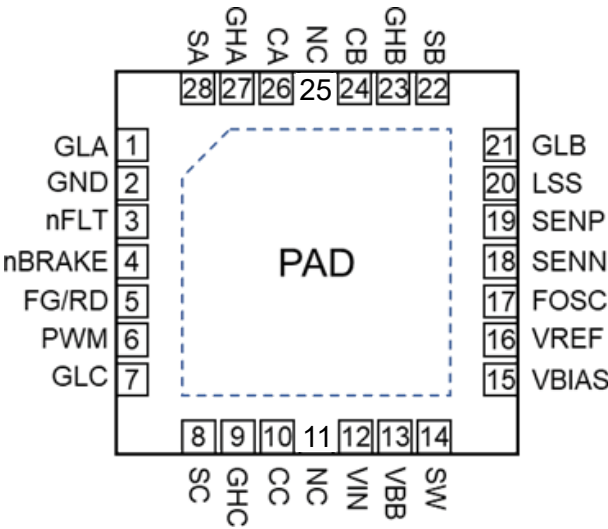 SA GHA CA NC CB GHB SB
28 27 26 25 24 23 22
GLA 1
GND 2
nFLT 3
nBRAKE 4
FG/RD 5
PWM 6
GLC 7
PAD
21 GLB
20 LSS
19 SENP
18 SENN
17 FOSC
16 VREF
15 VBIAS
8 9 10 11 12 13 14
SC GHC CC NC VIN VBB SW